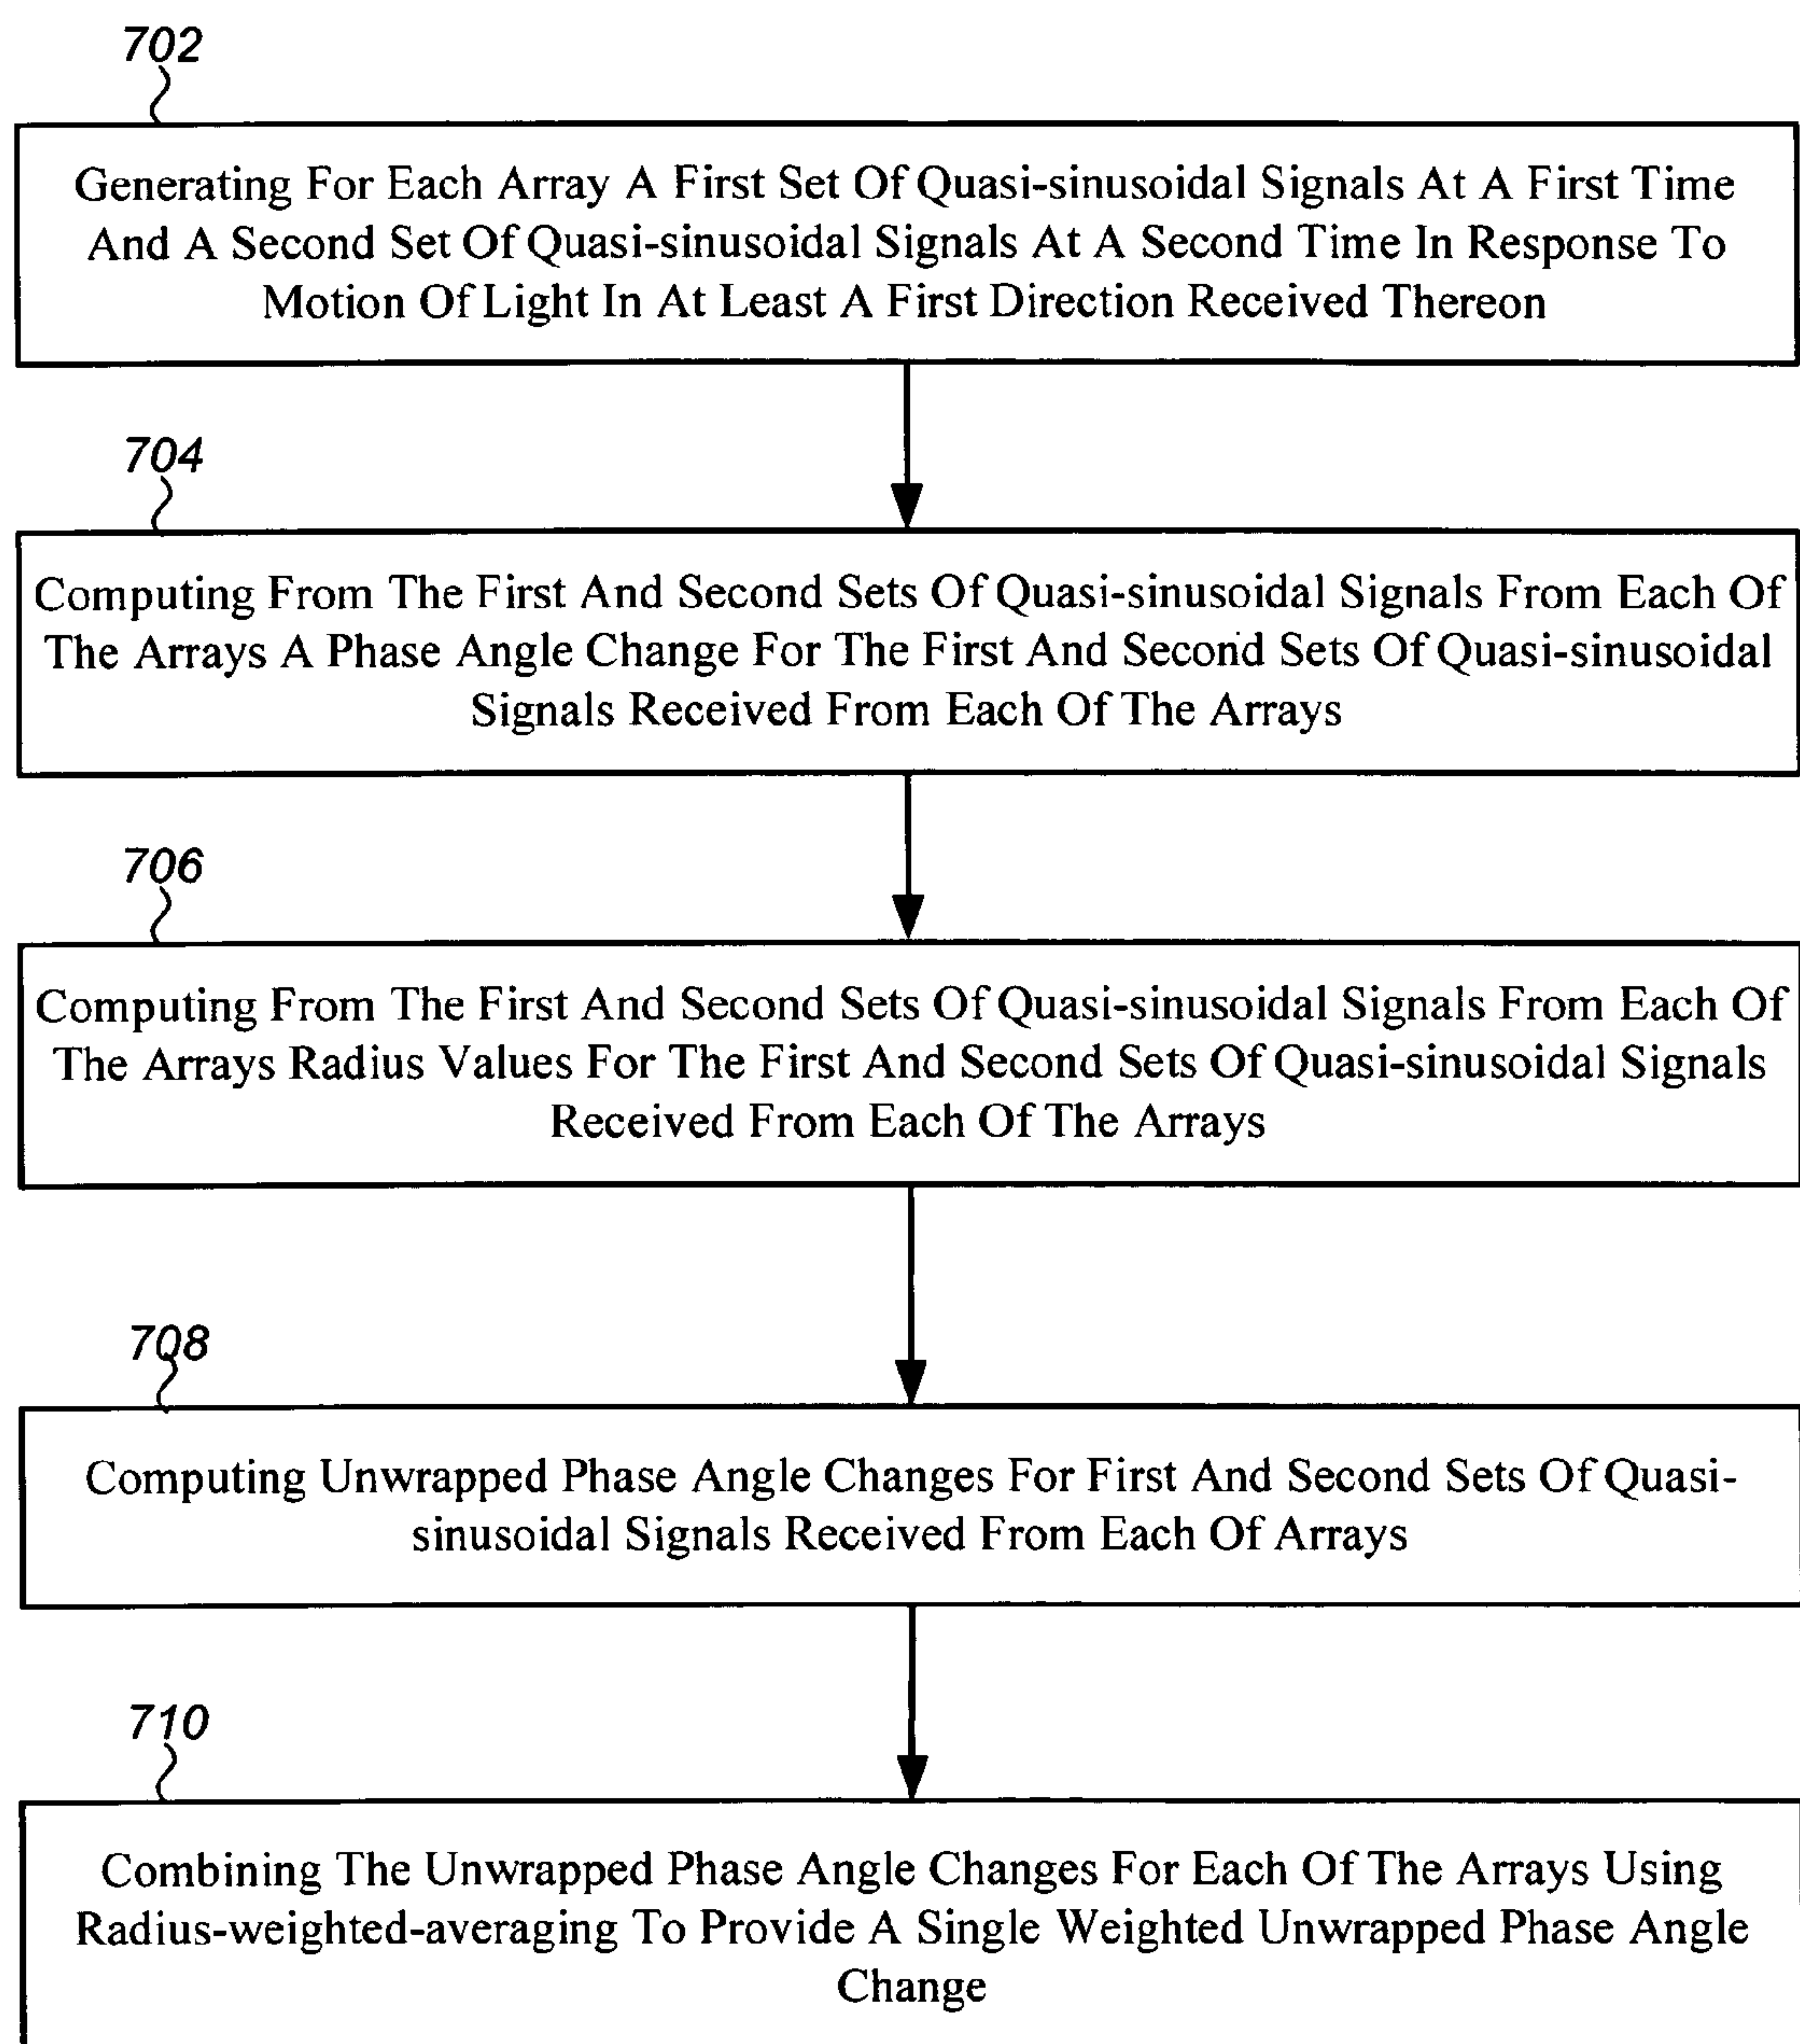 702
Generating For Each Array A First Set Of Quasi-sinusoidal Signals At A First Time
And A Second Set Of Quasi-sinusoidal Signals At A Second Time In Response To
Motion Of Light In At Least A First Direction Received Thereon
704
Computing From The First And Second Sets Of Quasi-sinusoidal Signals From Each Of
The Arrays A Phase Angle Change For The First And Second Sets Of Quasi-sinusoidal
Signals Received From Each Of The Arrays
706
Computing From The First And Second Sets Of Quasi-sinusoidal Signals From Each Of
The Arrays Radius Values For The First And Second Sets Of Quasi-sinusoidal Signals
Received From Each Of The Arrays
708
Computing Unwrapped Phase Angle Changes For First And Second Sets Of Quasi-
sinusoidal Signals Received From Each Of Arrays
710
Combining The Unwrapped Phase Angle Changes For Each Of The Arrays Using
Radius-weighted-averaging To Provide A Single Weighted Unwrapped Phase Angle
Change